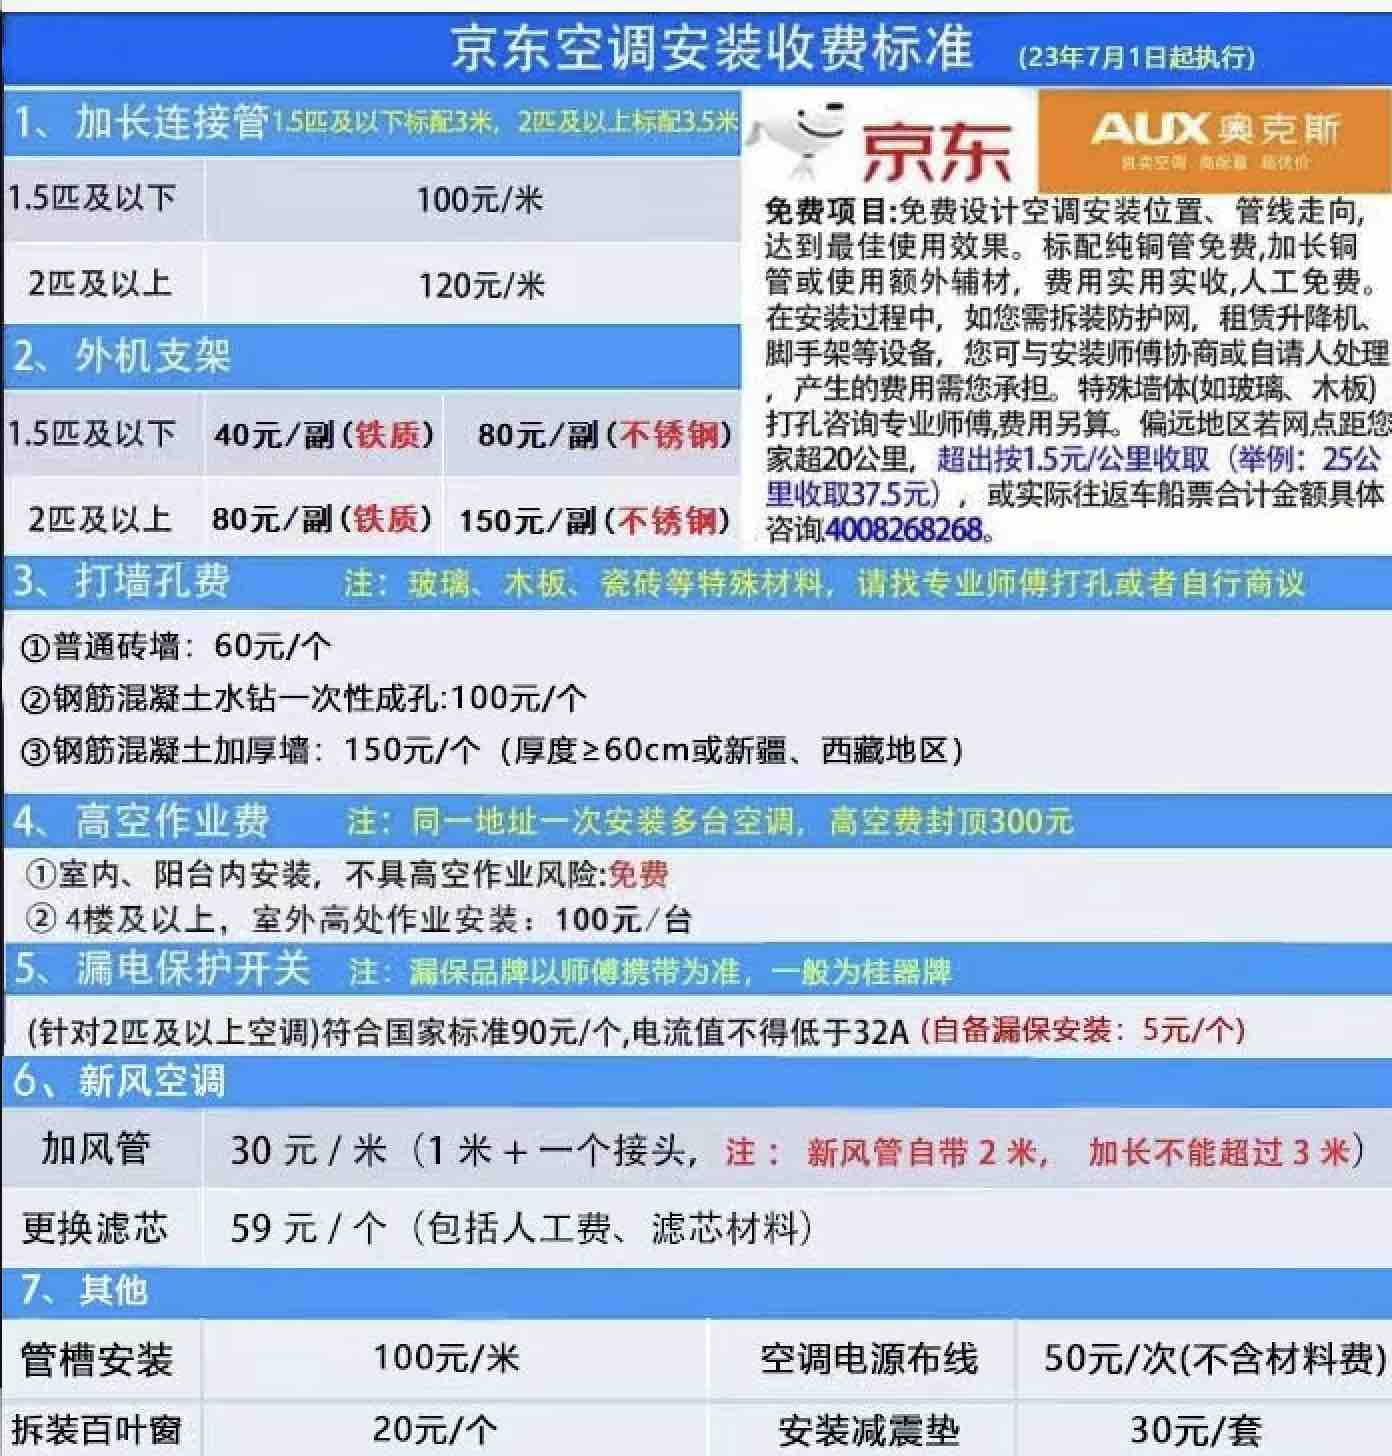 京东空调安装收费标准 (23年7月1日起执行)
1、加长连接管1.5匹及以下标配3米，2匹及以上标配3.5米
1.5匹及以下 100元/米
2匹及以上 120元/米
2、外机支架
1.5匹及以下 40元/副(铁质) 80元/副(不锈钢)
2匹及以上 80元/副(铁质) 150元/副(不锈钢)
京东
AUX奥克斯
免费项目:免费设计空调安装位置、管线走向,
达到最佳使用效果。标配纯铜管免费,加长铜
管或使用额外辅材，费用实用实收,人工免费。
在安装过程中，如您需拆装防护网，租赁升降机、
脚手架等设备，您可与安装师傅协商或自请人处理
，产生的费用需您承担。特殊墙体(如玻璃、木板)
打孔咨询专业师傅,费用另算。偏远地区若网点距您
家超20公里，超出按1.5元/公里收取（举例：25公
里收取37.5元），或实际往返车船票合计金额具体
咨询4008268268。
3、打墙孔费 注：玻璃、木板、瓷砖等特殊材料，请找专业师傅打孔或者自行商议
①普通砖墙：60元/个
②钢筋混凝土水钻一次性成孔:100元/个
③钢筋混凝土加厚墙：150元/个（厚度≥60cm或新疆、西藏地区）
4、高空作业费 注：同一地址一次安装多台空调，高空费封顶300元
①室内、阳台内安装，不具高空作业风险:免费
② 4楼及以上，室外高处作业安装：100元/台
5、漏电保护开关 注：漏保品牌以师傅携带为准，一般为桂器牌
(针对2匹及以上空调)符合国家标准90元/个,电流值不得低于32A (自备漏保安装：5元/个)
6、新风空调
加风管 30 元 / 米（1 米 + 一个接头，注： 新风管自带 2 米， 加长不能超过 3 米）
更换滤芯 59 元 / 个（包括人工费、滤芯材料）
7、其他
管槽安装 100元/米 空调电源布线 50元/次(不含材料费)
拆装百叶窗 20元/个 安装减震垫 30元/套